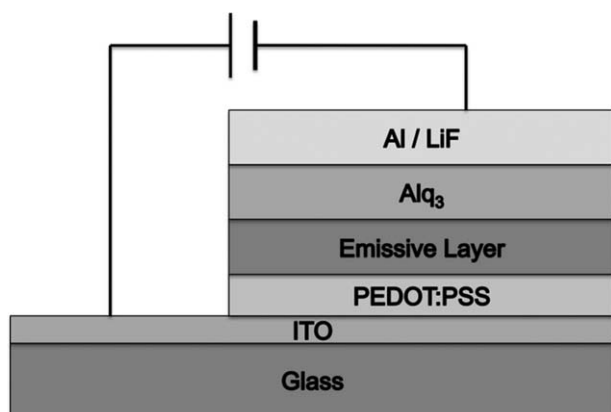 Al / LiF
Alq₃
Emissive Layer
PEDOT:PSS
ITO
Glass